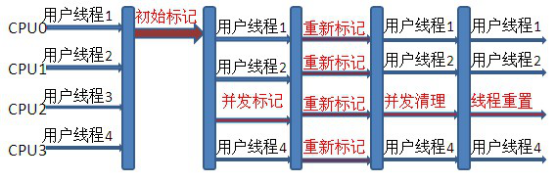 用户线程1 初始标记 用户线程1 重新标记 用户线程1 用户线程1
CPU0
用户线程2 用户线程2 重新标记 用户线程2 用户线程2
CPU1
用户线程3 并发标记 重新标记 并发清理 线程重置
CPU2
用户线程4 用户线程4 重新标记 用户线程4 用户线程4
CPU3